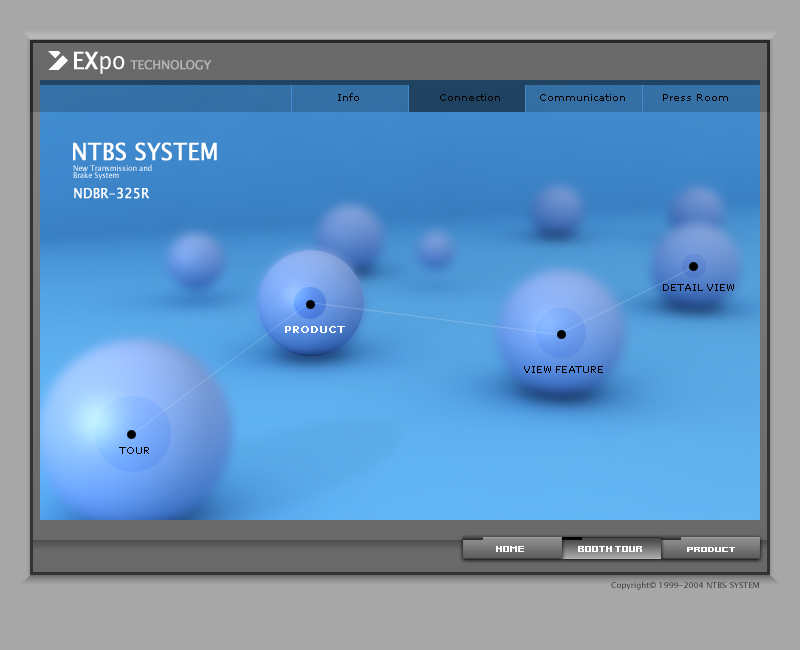 EXpo TECHNOLOGY
Info
Connection
Communication
Press Room
NTBS SYSTEM
New Transmission and
Brake System
NDBR-325R
DETAIL VIEW
PRODUCT
VIEW FEATURE
TOUR
HOME
BOOTH TOUR
PRODUCT
Copyright© 1999-2004 NTBS SYSTEM